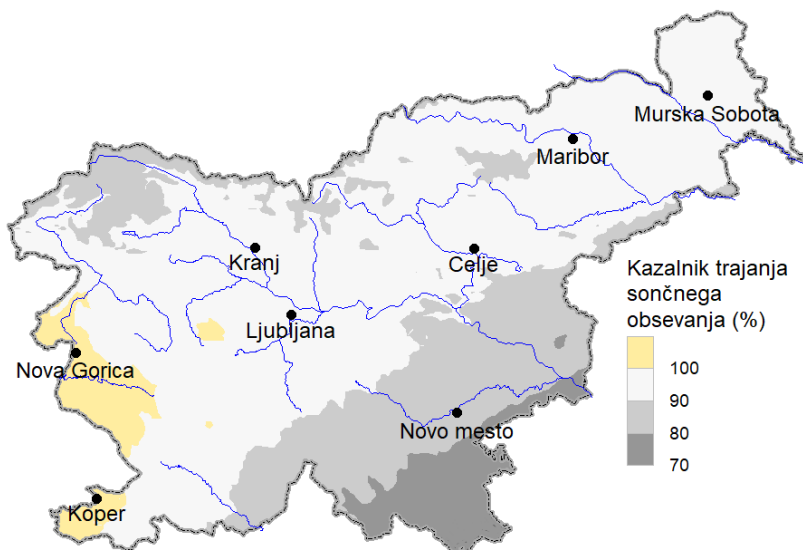 Murska Sobota
Maribor
Kranj
Celje
Ljubljana
Nova Gorica
Novo mesto
Koper
Kazalnik trajanja
sončnega
obsevanja (%)
100
90
80
70